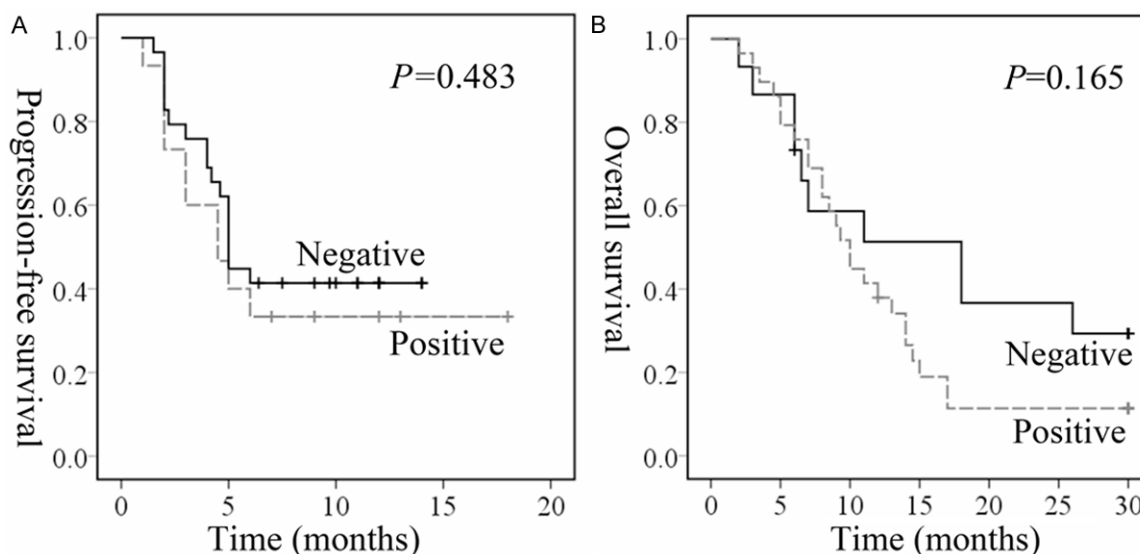 A
Progression-free survival
1.0
0.8
0.6
0.4
0.2
0.0
P=0.483
Negative
Positive
0 5 10 15 20
Time (months)
B
Overall survival
1.0
0.8
0.6
0.4
0.2
0.0
P=0.165
Negative
Positive
0 5 10 15 20 25 30
Time (months)